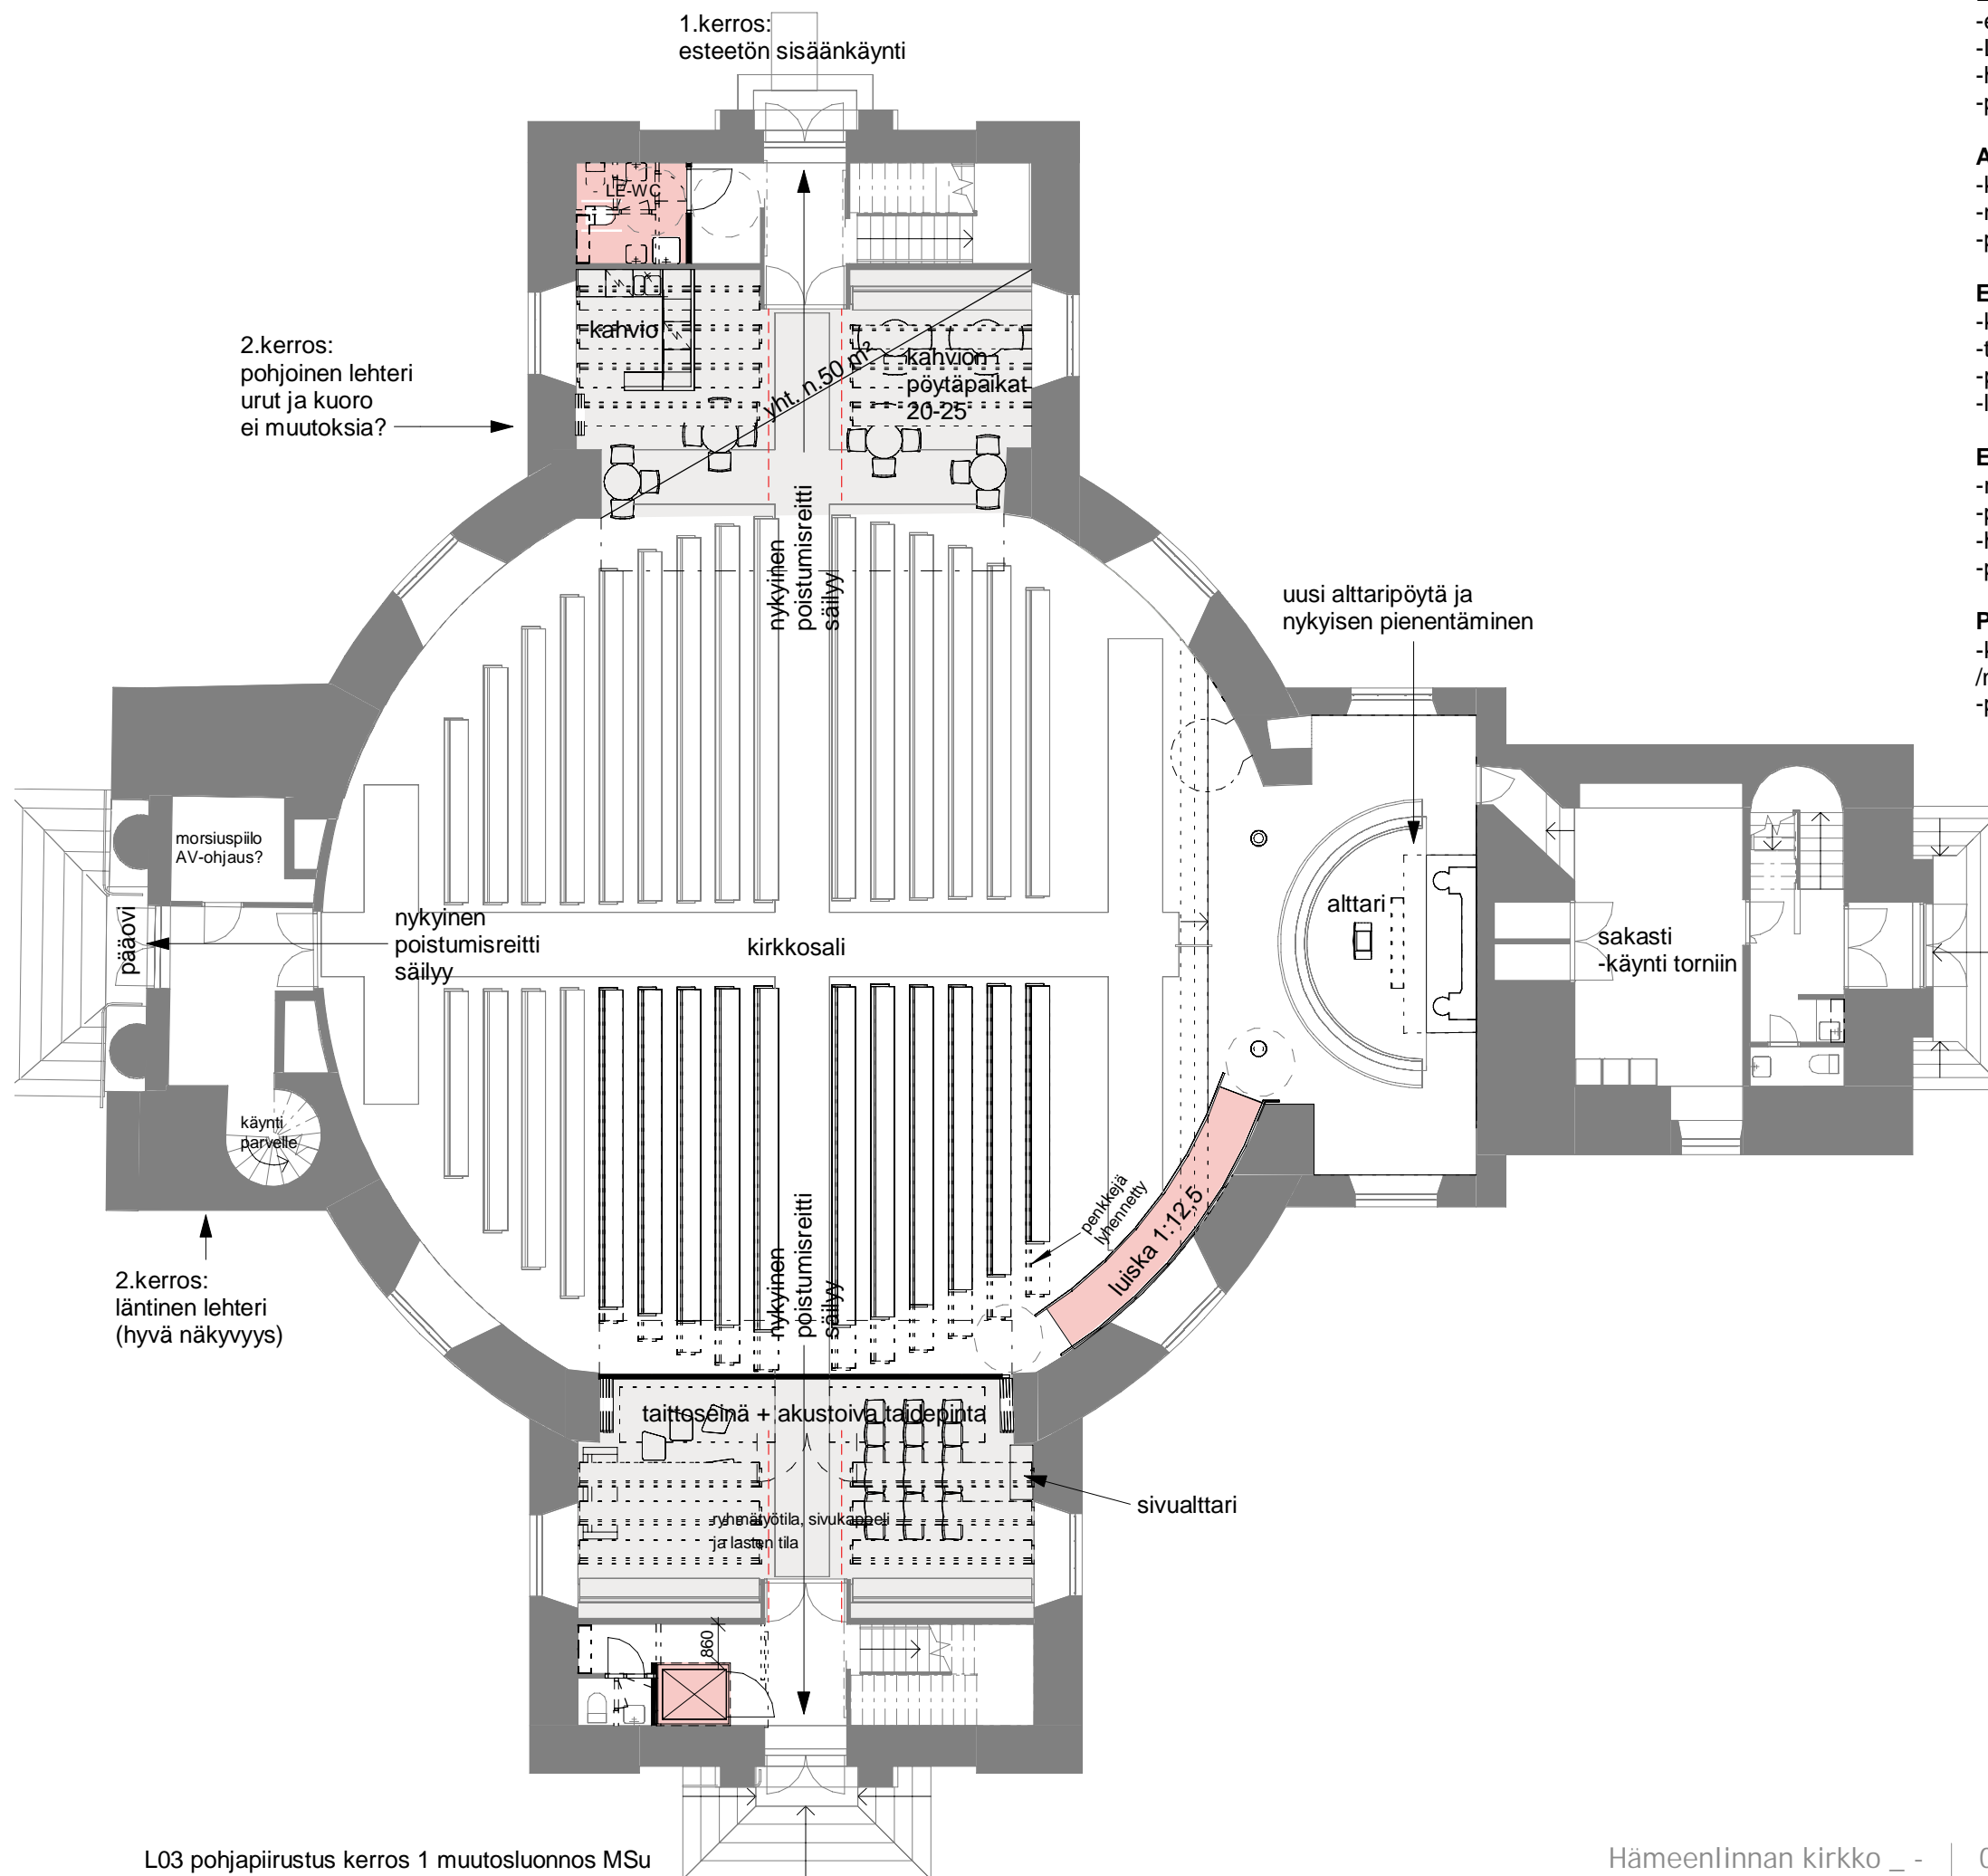 1.kerros:
esteetön sisäänkäynti
LE-WC
kahvio
yht. n.50 m²
kahvion
pöytäpaikat
20-25
2.kerros:
pohjoinen lehteri
urut ja kuoro
ei muutoksia?
nykyinen
poistumisreitti
säilyy
uusi alttaripöytä ja
nykyisen pienentäminen
morsiuspiilo
AV-ohjaus?
pääovi
nykyinen
poistumisreitti
säilyy
kirkkosali
alttari
sakasti
-käynti torniin
käynti
parvelle
2.kerros:
läntinen lehteri
(hyvä näkyvyys)
nykyinen
poistumisreitti
säilyy
penkkejä
lyhennetty
luiska 1:12,5
taittoseinä + akustoiva taidepinta
sivualttari
ryhmätyötila, sivukappeli
ja lasten tila
860
L03 pohjapiirustus kerros 1 muutosluonnos MSu
Hämeenlinnan kirkko _ -